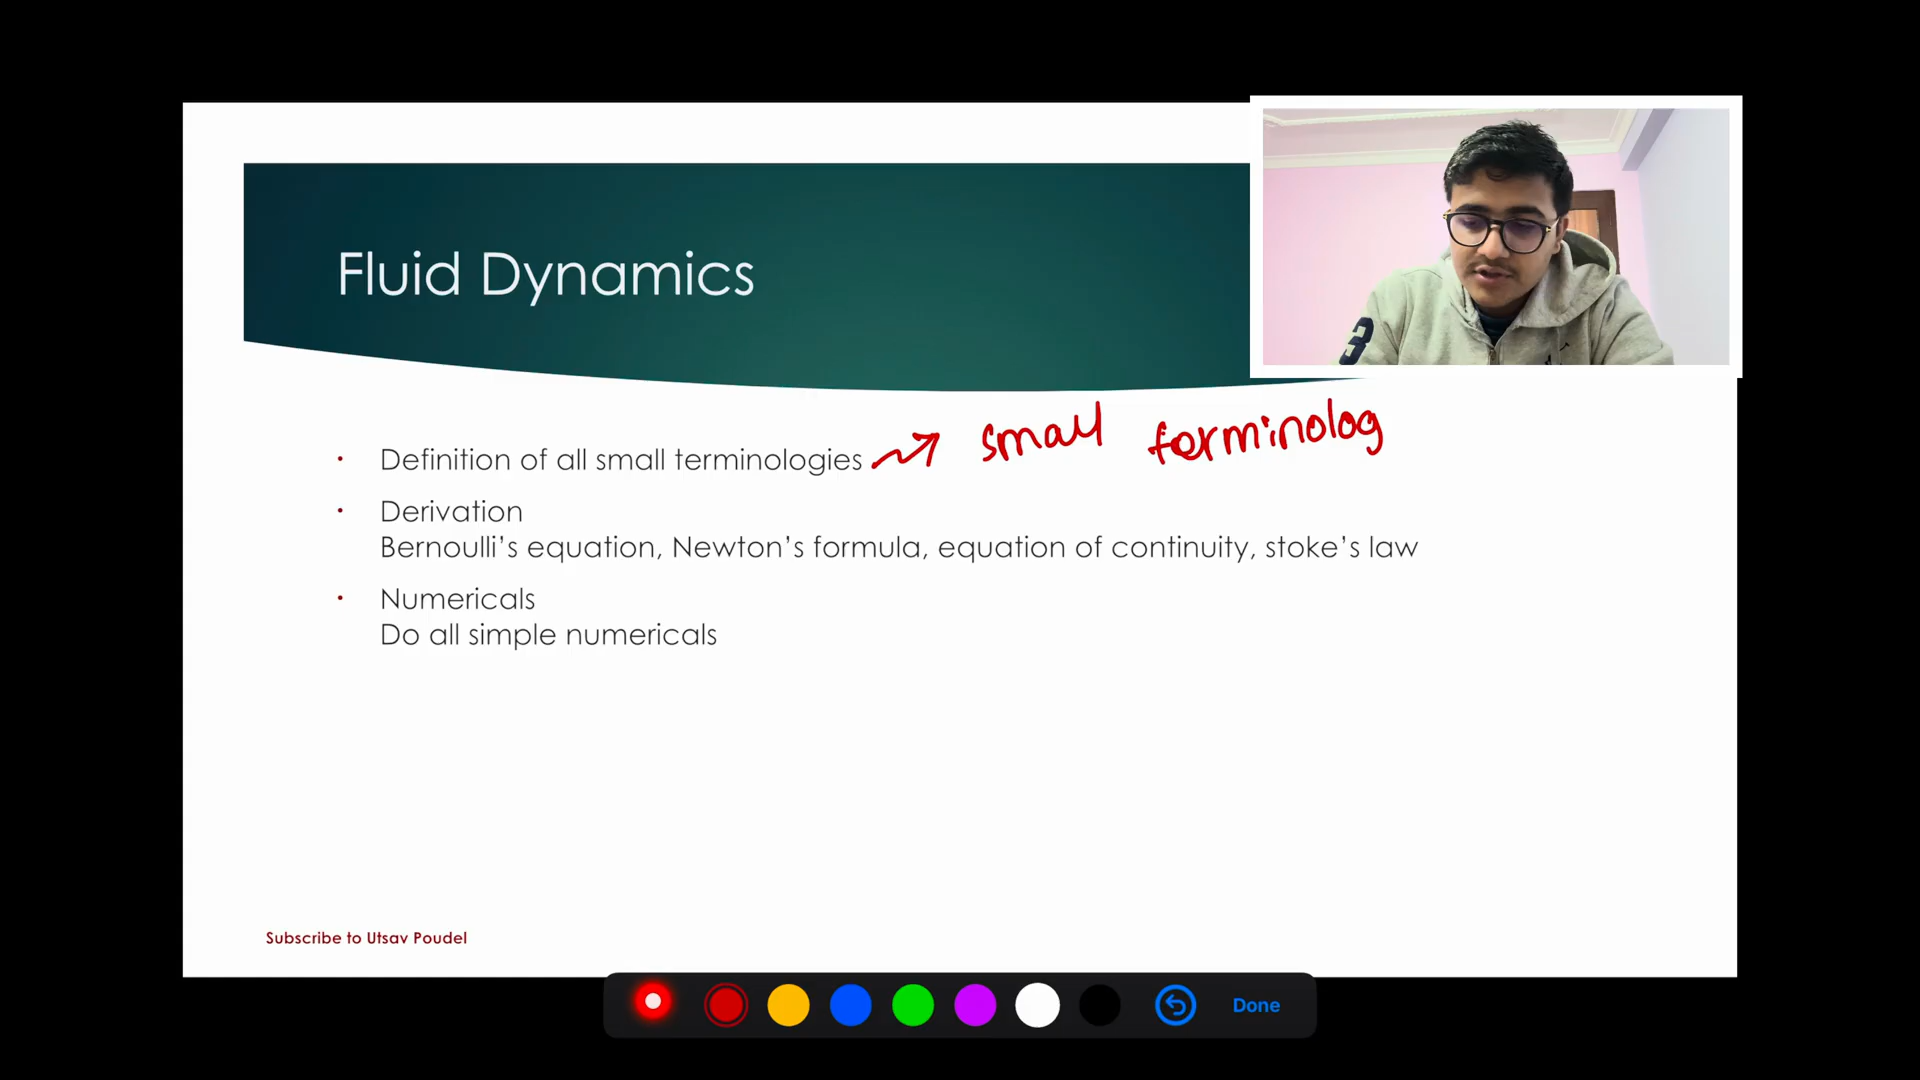 Fluid Dynamics
3
small terminolog
• Definition of all small terminologies
• Derivation
Bernoulli’s equation, Newton’s formula, equation of continuity, stoke’s law
• Numericals
Do all simple numericals
Subscribe to Utsav Poudel
Done